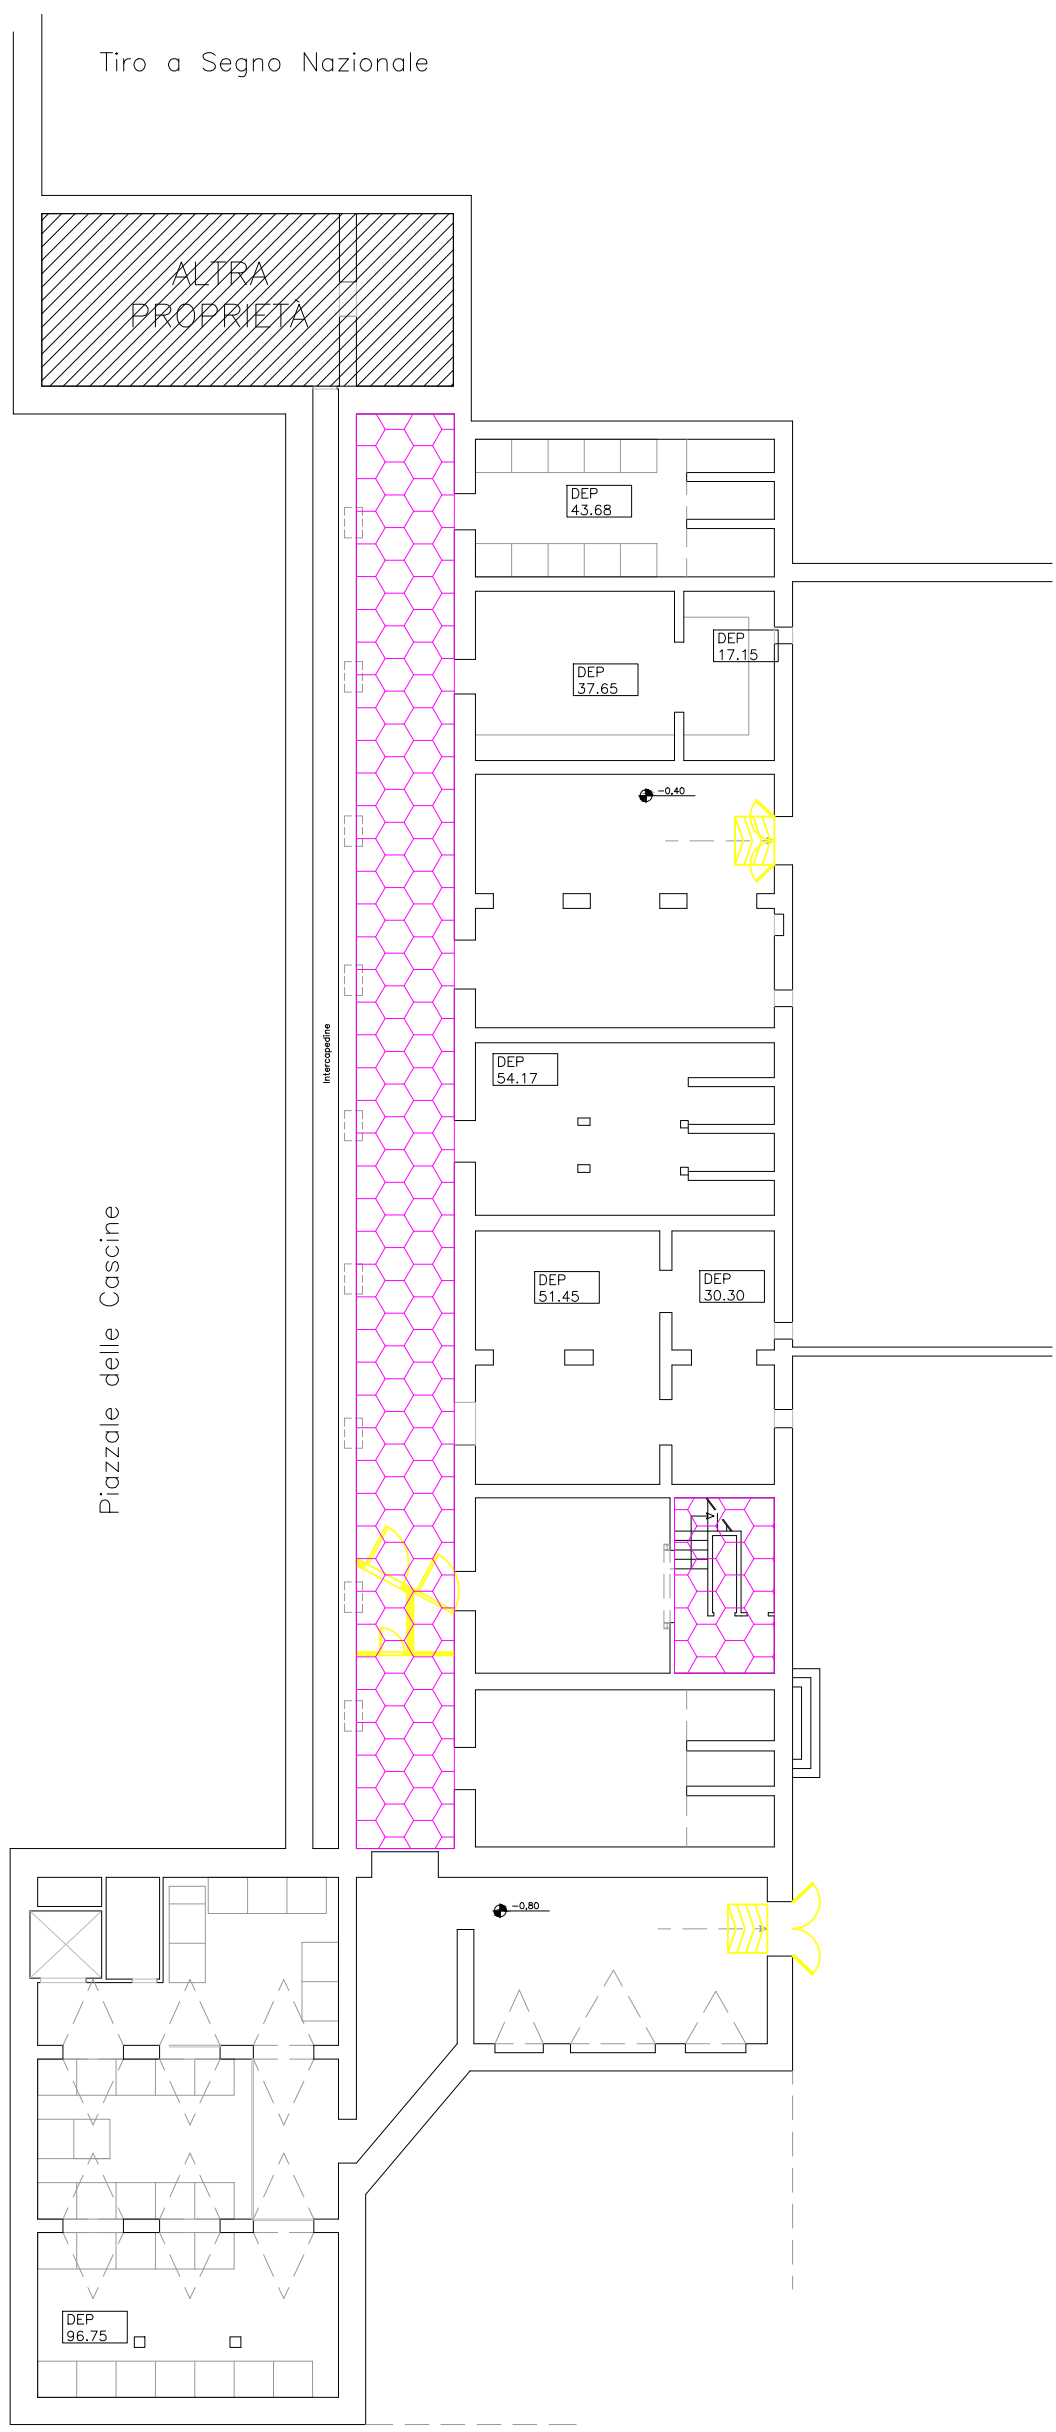 Tiro a Segno Nazionale
ALTRA
PROPRIETÀ
DEP
43.68
DEP
17.15
DEP
37.65
-0,40
Intercapedine
DEP
54.17
Piazzale delle Cascine
DEP
51.45
DEP
30.30
-0,80
DEP
96.75